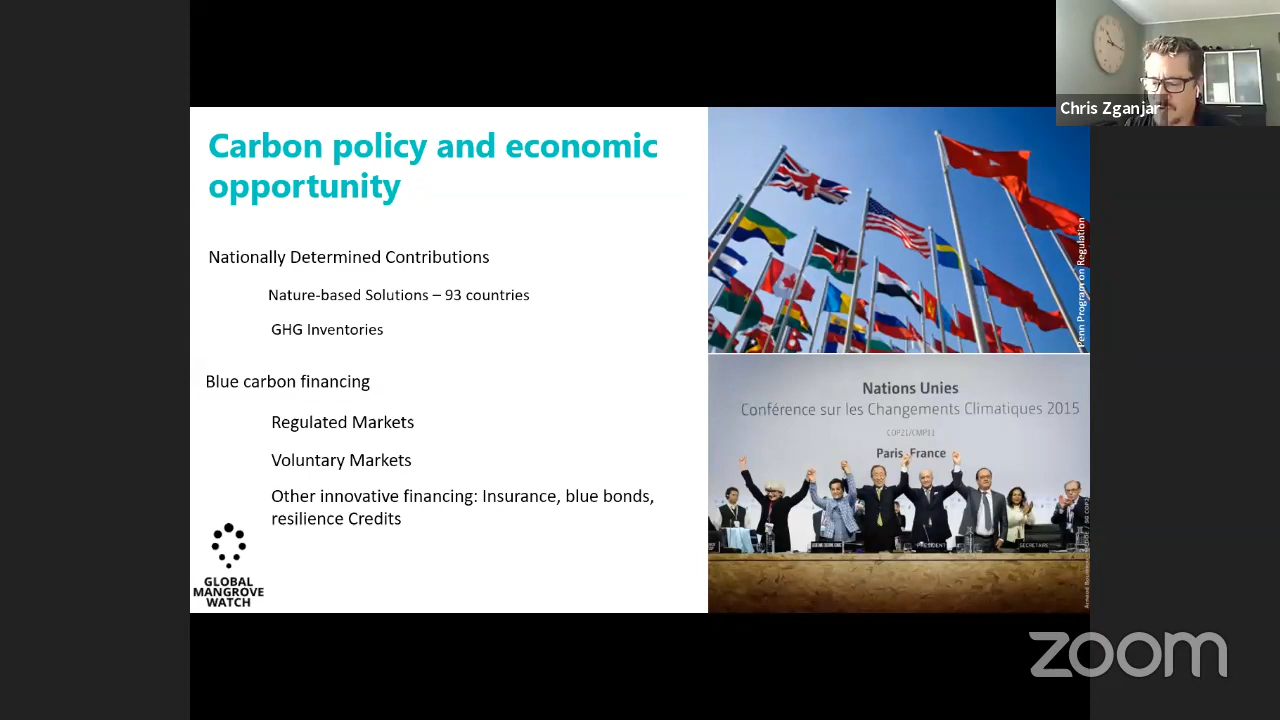 Carbon policy and economic
opportunity
Nationally Determined Contributions
Nature-based Solutions – 93 countries
GHG Inventories
Blue carbon financing
Regulated Markets
Voluntary Markets
Other innovative financing: Insurance, blue bonds,
resilience Credits
GLOBAL
MANGROVE
WATCH
Penn Program on Regulation
Nations Unies
Conférence sur les Changements Climatiques 2015
COP21/CMP11
Paris, France
PRESIDENT
SECRETAIRE
Chris Zganjar
zoom